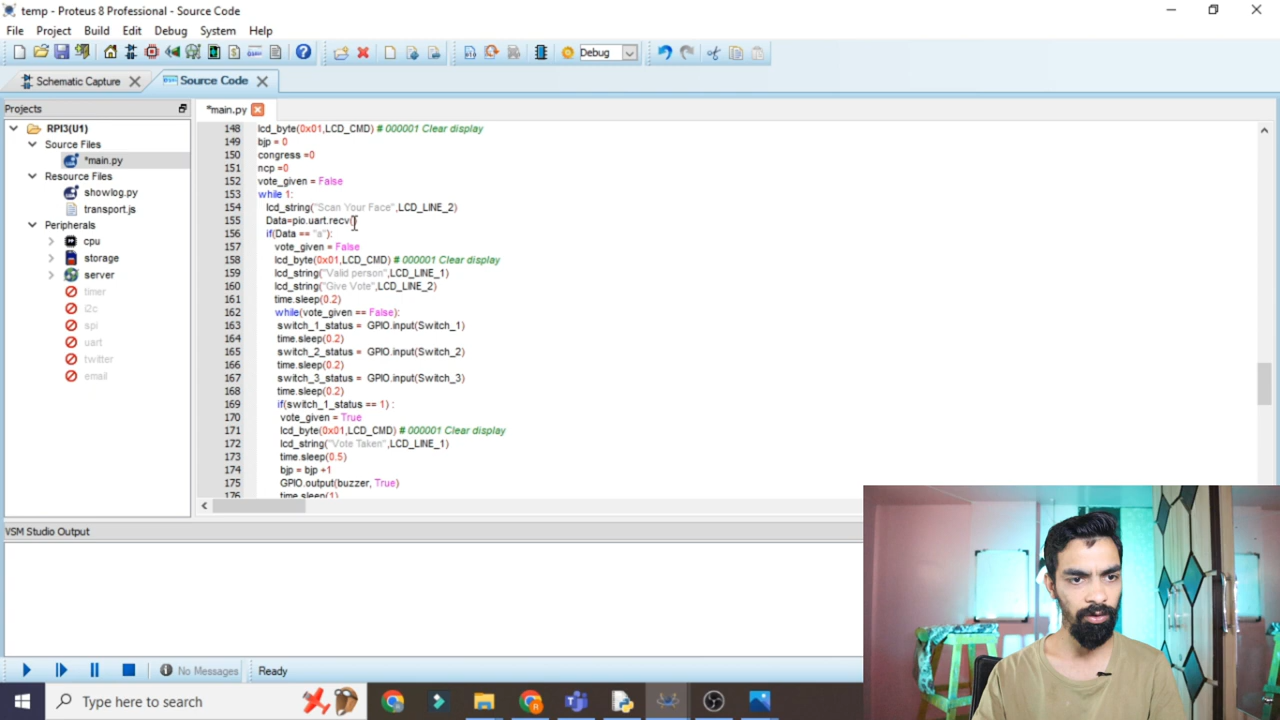 temp - Proteus 8 Professional - Source Code
File Project Build Edit Debug System Help
Debug
Schematic Capture Source Code
Projects
*main.py
RPI3(U1)
Source Files
*main.py
Resource Files
showlog.py
transport.js
Peripherals
cpu
storage
server
timer
i2c
spi
uart
twitter
email
148 lcd_byte(0x01,LCD_CMD) # 000001 Clear display
149 bjp = 0
150 congress =0
151 ncp =0
152 vote_given = False
153 while 1:
154 lcd_string("Scan Your Face",LCD_LINE_2)
155 Data=pio.uart.recv()
156 if(Data == "a"):
157 vote_given = False
158 lcd_byte(0x01,LCD_CMD) # 000001 Clear display
159 lcd_string("Valid person",LCD_LINE_1)
160 lcd_string("Give Vote",LCD_LINE_2)
161 time.sleep(0.2)
162 while(vote_given == False):
163 switch_1_status = GPIO.input(Switch_1)
164 time.sleep(0.2)
165 switch_2_status = GPIO.input(Switch_2)
166 time.sleep(0.2)
167 switch_3_status = GPIO.input(Switch_3)
168 time.sleep(0.2)
169 if(switch_1_status == 1) :
170 vote_given = True
171 lcd_byte(0x01,LCD_CMD) # 000001 Clear display
172 lcd_string("Vote Taken",LCD_LINE_1)
173 time.sleep(0.5)
174 bjp = bjp +1
175 GPIO.output(buzzer, True)
176 time.sleep(1)
VSM Studio Output
No Messages Ready
Type here to search